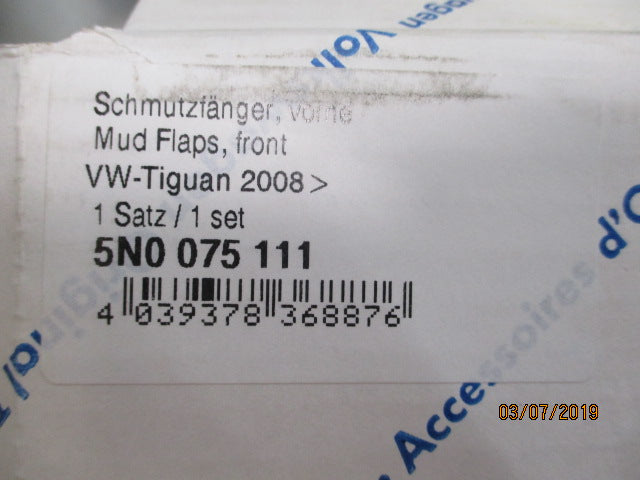 Schmutzfänger, vorne
Mud Flaps, front
VW-Tiguan 2008>
1 Satz / 1 set
5N0 075 111
4 039378 368876
Accessoires d'O
03/07/2019